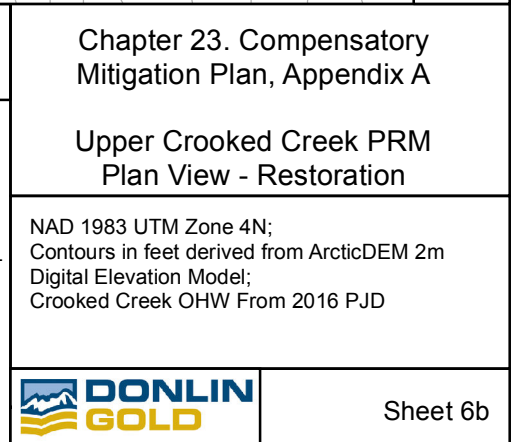 Chapter 23. Compensatory
Mitigation Plan, Appendix A
Upper Crooked Creek PRM
Plan View - Restoration
NAD 1983 UTM Zone 4N;
Contours in feet derived from ArcticDEM 2m
Digital Elevation Model;
Crooked Creek OHW From 2016 PJD
DONLIN
GOLD
Sheet 6b